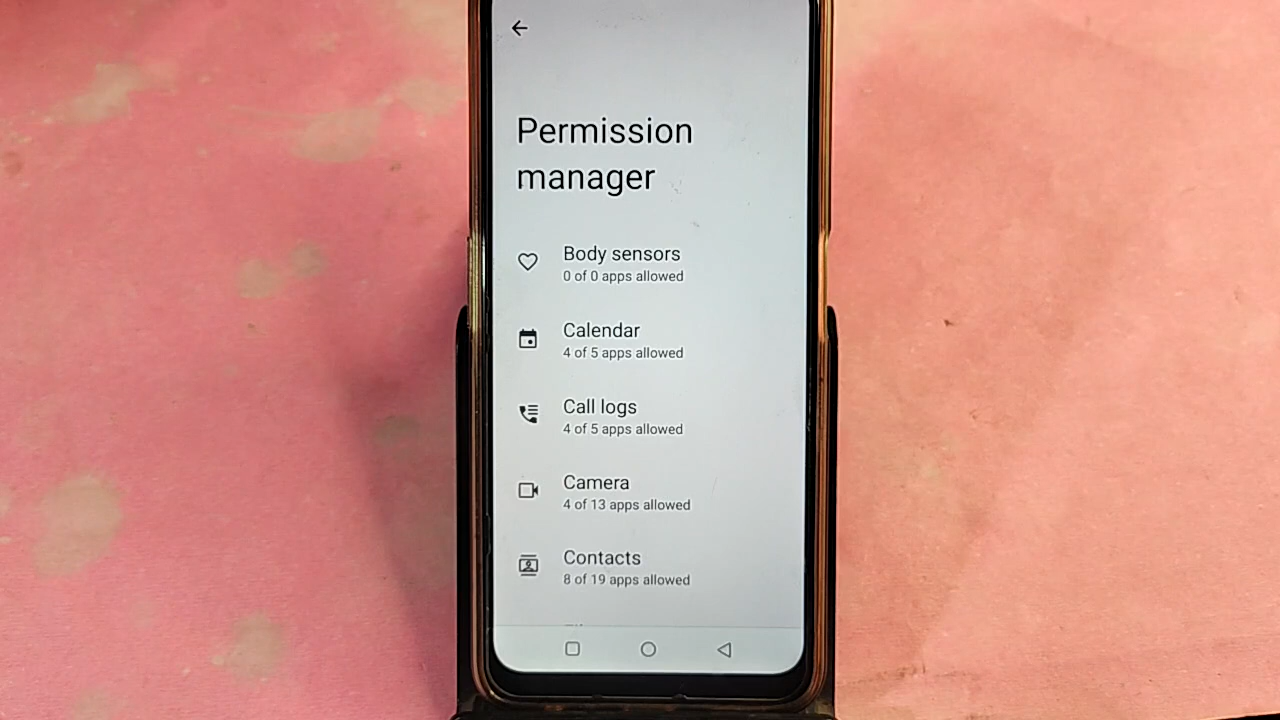 Permission
manager
Body sensors
0 of 0 apps allowed
Calendar
4 of 5 apps allowed
Call logs
4 of 5 apps allowed
Camera
4 of 13 apps allowed
Contacts
8 of 19 apps allowed